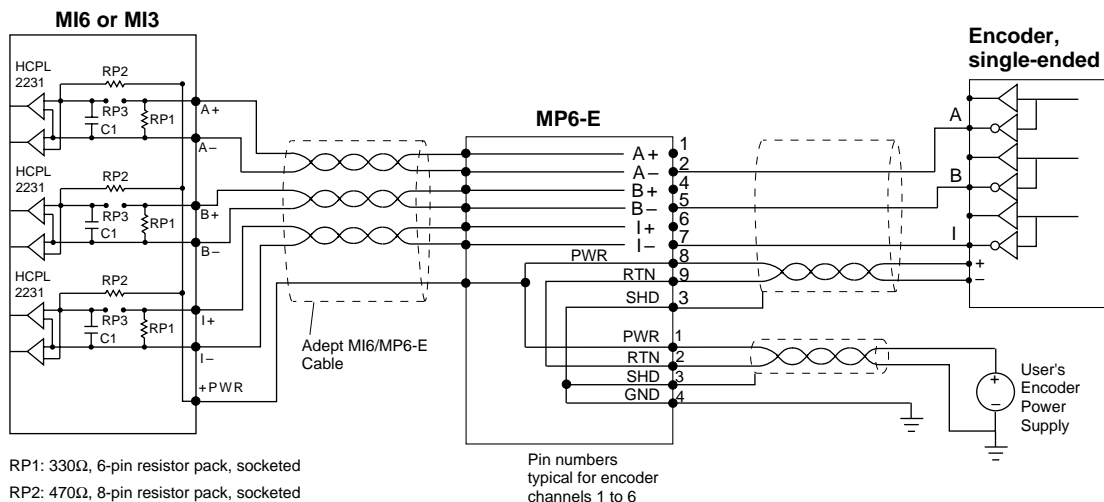 MI6 or MI3
HCPL
2231
RP2
RP3
C1
RP1
A+
A−
HCPL
2231
RP2
RP3
C1
RP1
B+
B−
HCPL
2231
RP2
RP3
C1
RP1
I+
I−
+PWR
Adept MI6/MP6-E
Cable
MP6-E
A+ 1
A− 2
B+ 4
B− 5
I+ 6
I− 7
PWR 8
RTN 9
SHD 3
PWR 1
RTN 2
SHD 3
GND 4
Pin numbers
typical for encoder
channels 1 to 6
Encoder,
single-ended
A
B
I
+
−
+
−
User's
Encoder
Power
Supply
RP1: 330Ω, 6-pin resistor pack, socketed
RP2: 470Ω, 8-pin resistor pack, socketed